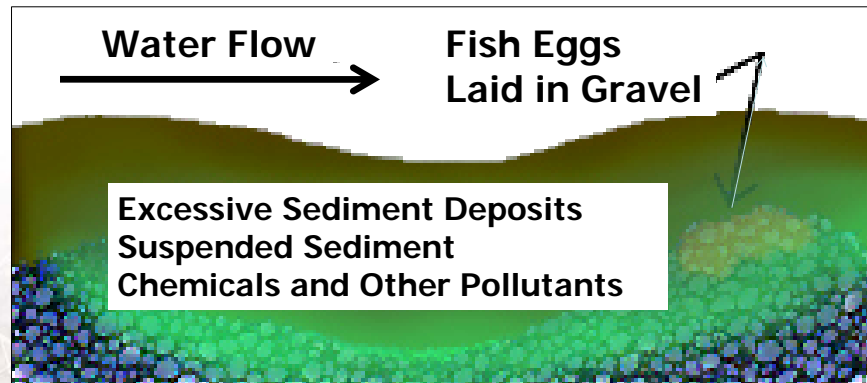 Water Flow
Fish Eggs
Laid in Gravel
Excessive Sediment Deposits
Suspended Sediment
Chemicals and Other Pollutants